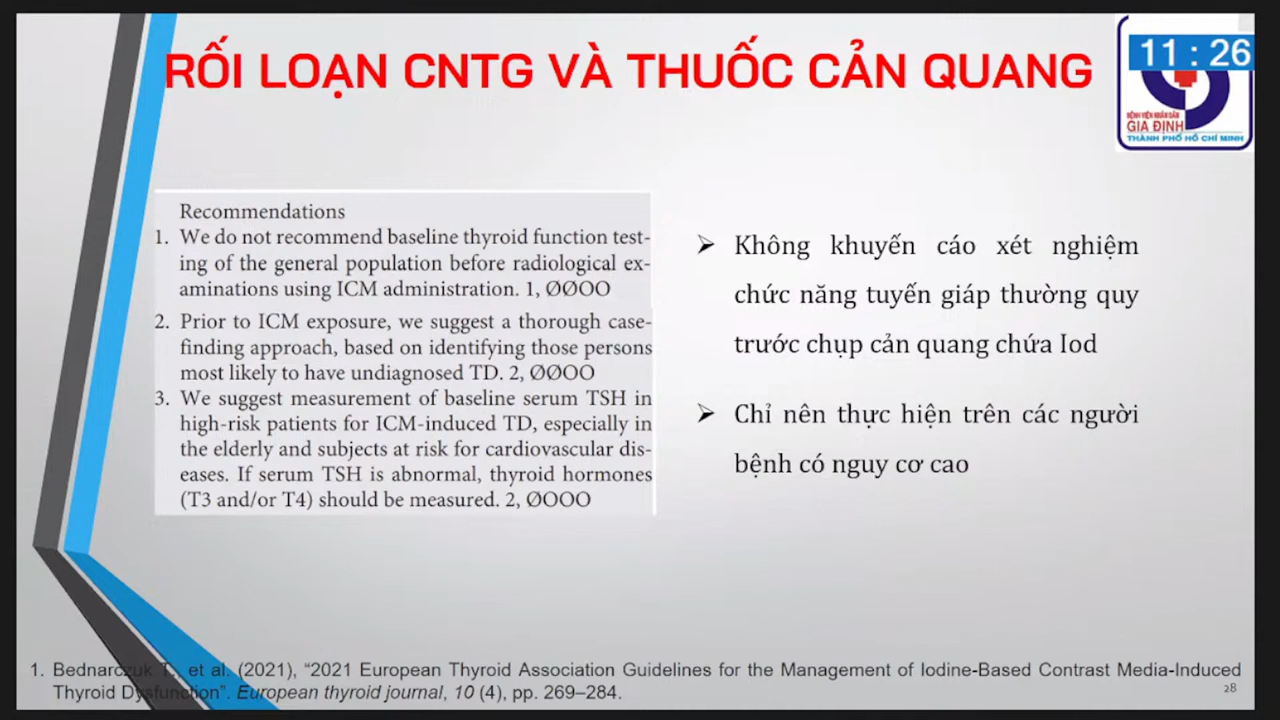 RỐI LOẠN CNTG VÀ THUỐC CẢN QUANG
11 : 26
BỆNH VIỆN NHÂN DÂN
GIA ĐỊNH
THÀNH PHỐ HỒ CHÍ MINH
Recommendations
1. We do not recommend baseline thyroid function test-
ing of the general population before radiological ex-
aminations using ICM administration. 1, ØØOO
2. Prior to ICM exposure, we suggest a thorough case-
finding approach, based on identifying those persons
most likely to have undiagnosed TD. 2, ØØOO
3. We suggest measurement of baseline serum TSH in
high-risk patients for ICM-induced TD, especially in
the elderly and subjects at risk for cardiovascular dis-
eases. If serum TSH is abnormal, thyroid hormones
(T3 and/or T4) should be measured. 2, ØOOO
➤ Không khuyến cáo xét nghiệm
chức năng tuyến giáp thường quy
trước chụp cản quang chứa Iod
➤ Chỉ nên thực hiện trên các người
bệnh có nguy cơ cao
1. Bednarczuk T., et al. (2021), “2021 European Thyroid Association Guidelines for the Management of Iodine-Based Contrast Media-Induced
Thyroid Dysfunction”. European thyroid journal, 10 (4), pp. 269–284.
28